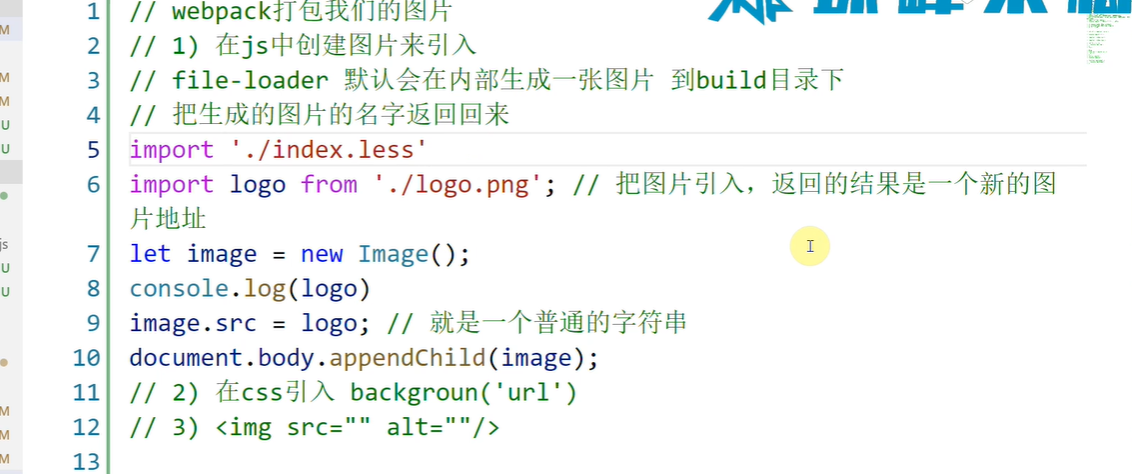 1 // webpack打包我们的图片
2 // 1) 在js中创建图片来引入
3 // file-loader 默认会在内部生成一张图片 到build目录下
4 // 把生成的图片的名字返回回来
5 import './index.less'
6 import logo from './logo.png'; // 把图片引入，返回的结果是一个新的图
片地址
7 let image = new Image();
8 console.log(logo)
9 image.src = logo; // 就是一个普通的字符串
10 document.body.appendChild(image);
11 // 2) 在css引入 backgroun('url')
12 // 3) <img src="" alt=""/>
13
M
M
M
U
U
js
U
U
M
M
M